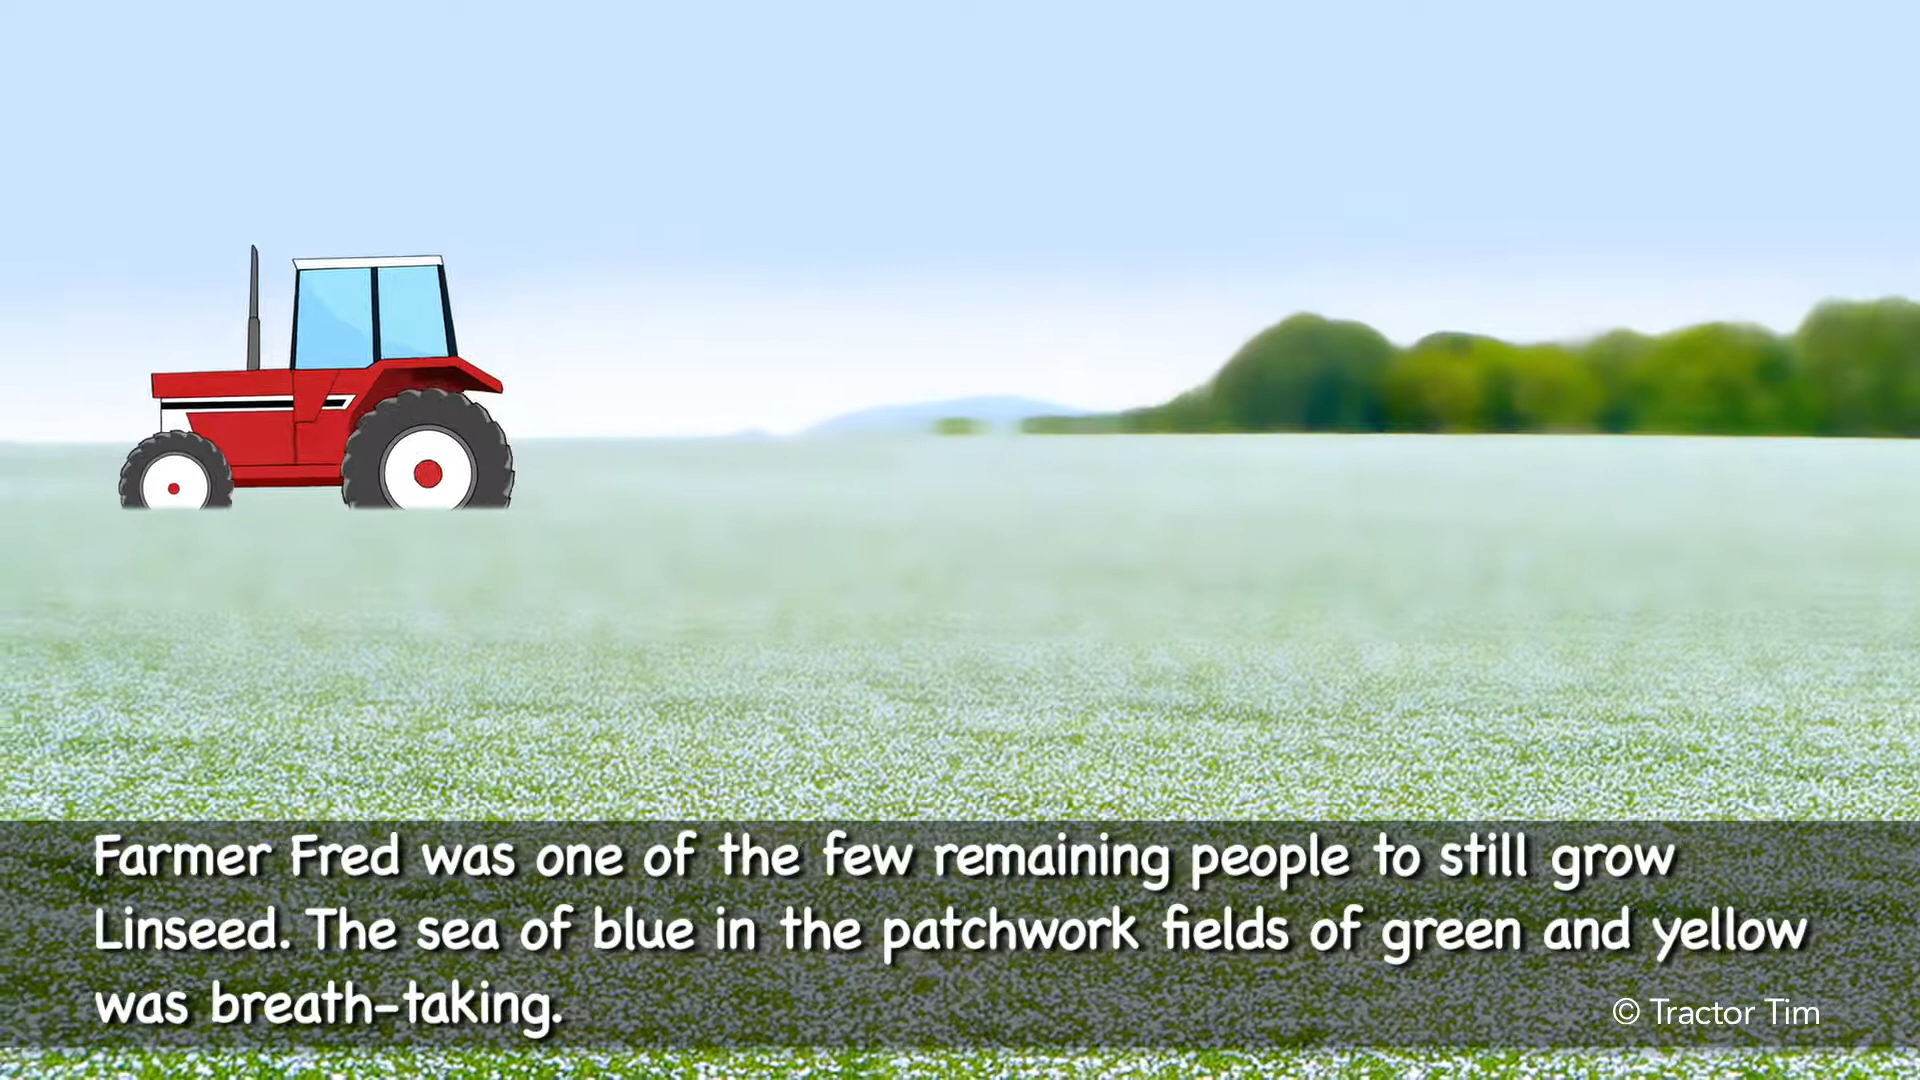 Farmer Fred was one of the few remaining people to still grow
Linseed. The sea of blue in the patchwork fields of green and yellow
was breath-taking.
© Tractor Tim